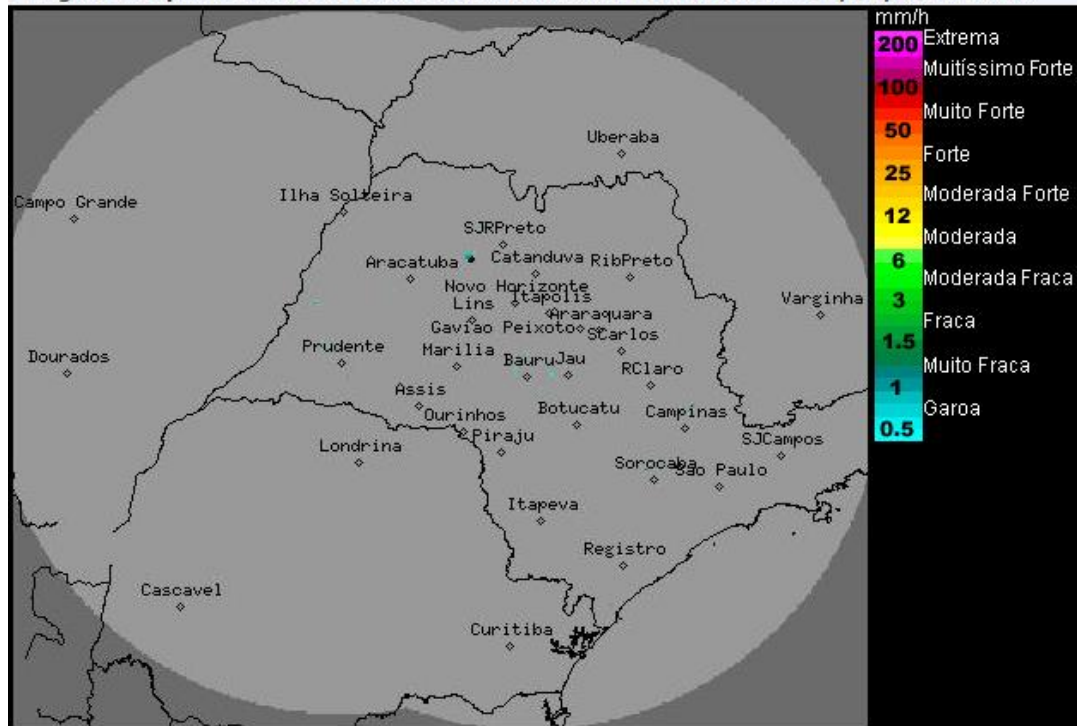 mm/h
200
Extrema
Muitíssimo Forte
100
Muito Forte
50
Forte
25
Moderada Forte
12
Moderada
6
Moderada Fraca
3
Fraca
1.5
Muito Fraca
1
Garoa
0.5
Uberaba
Campo Grande
Ilha Solteira
SJRPreto
Aracatuba
Catanduva
RibPreto
Novo Horizonte
Itapolis
Lins
Araraquara
Varginha
Gaviao Peixoto
SCarlos
Dourados
Prudente
Marilia
Bauru
Jau
RClaro
Assis
Ourinhos
Botucatu
Campinas
Londrina
Piraju
SJCampos
Sorocaba
Sao Paulo
Itapeva
Registro
Cascavel
Curitiba